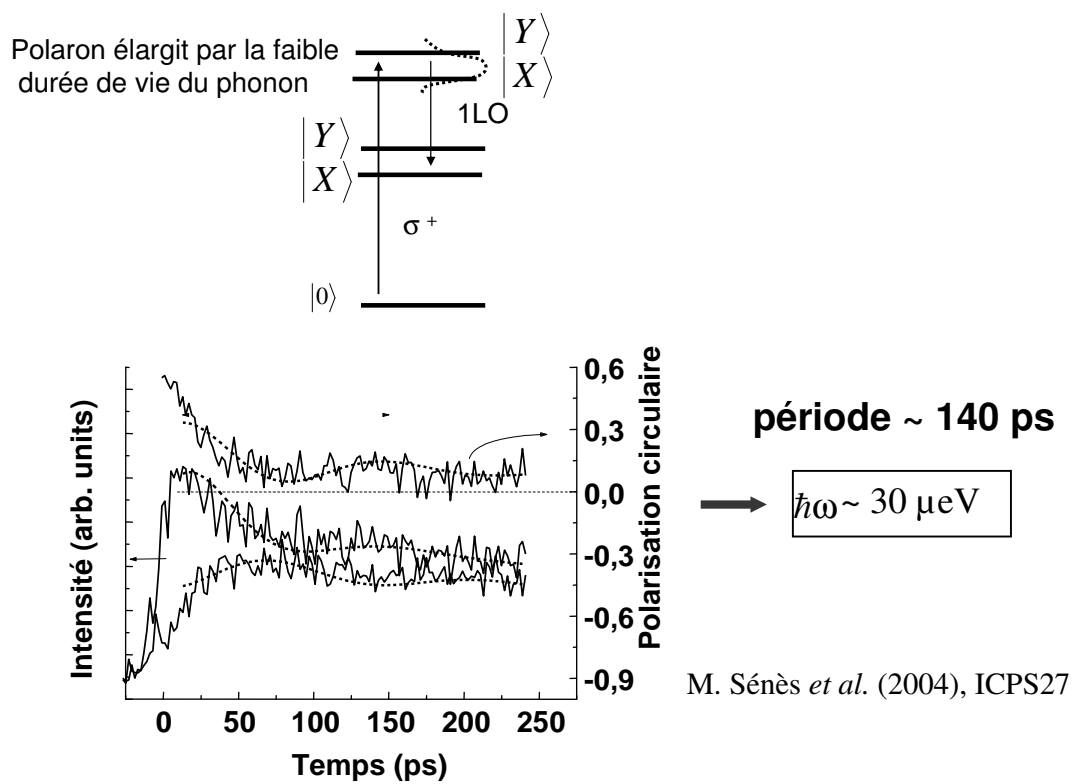 |Y⟩
Polaron élargit par la faible
durée de vie du phonon
|X⟩
1LO
|Y⟩
|X⟩
σ +
|0⟩
Intensité (arb. units)
0,6
0,3
0,0
-0,3
-0,6
-0,9
Polarisation circulaire
0 50 100 150 200 250
Temps (ps)
période ~ 140 ps
ħω ~ 30 µeV
M. Sénès et al. (2004), ICPS27